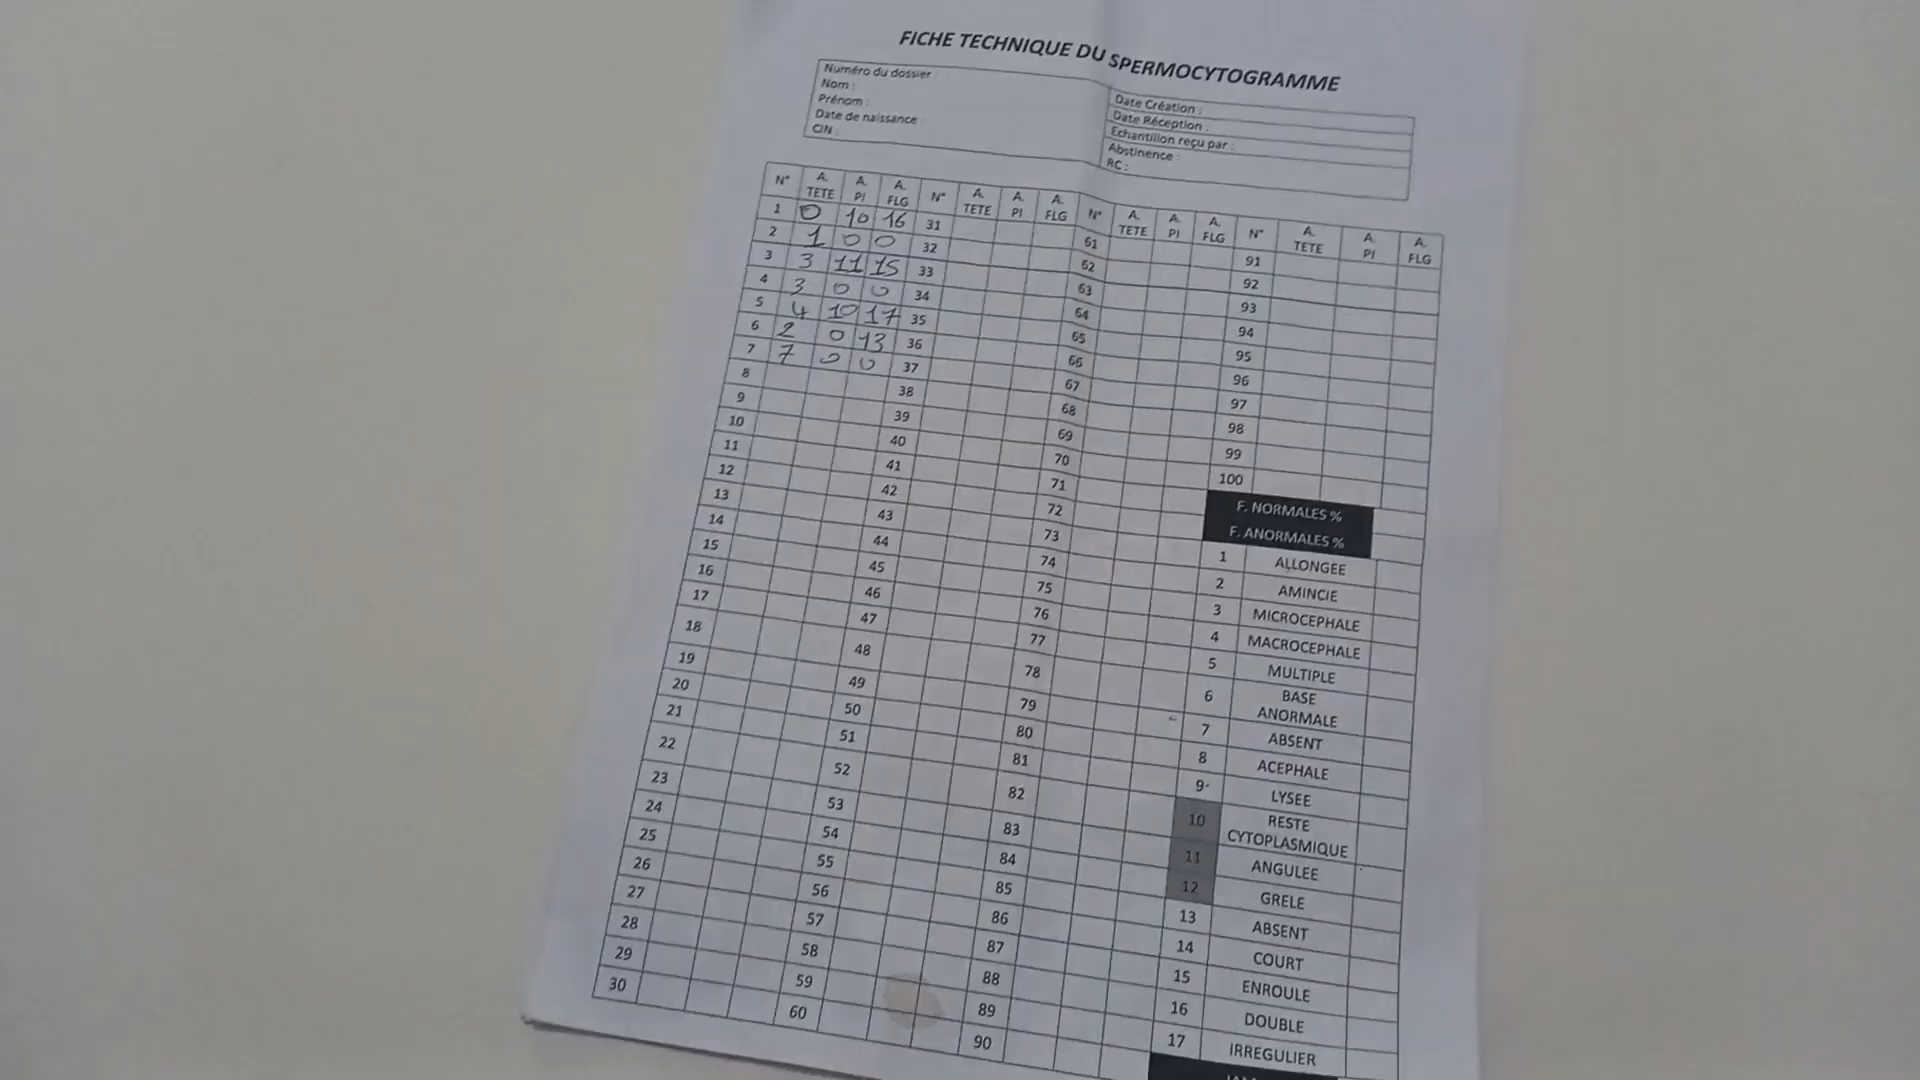 FICHE TECHNIQUE DU SPERMOCYTOGRAMME
Numéro du dossier :
Nom :
Prénom :
Date de naissance :
CIN :
Date Création :
Date Réception :
Echantillon reçu par :
Abstinence :
RC :
N° A. TETE A. PI A. FLG N° A. TETE A. PI A. FLG N° A. TETE A. PI A. FLG N° A. TETE A. PI A. FLG
1 0 10 16 31 61 91
2 1 0 0 32 62 92
3 3 11 15 33 63 93
4 3 0 0 34 64 94
5 4 10 17 35 65 95
6 2 0 13 36 66 96
7 7 0 0 37 67 97
8 38 68 98
9 39 69 99
10 40 70 100
11 41 71 F. NORMALES %
12 42 72 F. ANORMALES %
13 43 73 1 ALLONGEE
14 44 74 2 AMINCIE
15 45 75 3 MICROCEPHALE
16 46 76 4 MACROCEPHALE
17 47 77 5 MULTIPLE
18 48 78 6 BASE ANORMALE
19 49 79 7 ABSENT
20 50 80 8 ACEPHALE
21 51 81 9 LYSEE
22 52 82 10 RESTE CYTOPLASMIQUE
23 53 83 11 ANGULEE
24 54 84 12 GRELE
25 55 85 13 ABSENT
26 56 86 14 COURT
27 57 87 15 ENROULE
28 58 88 16 DOUBLE
29 59 89 17 IRREGULIER
30 60 90